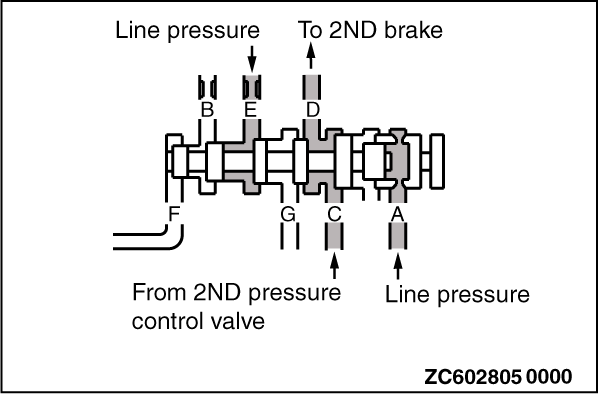 Line pressure
To 2ND brake
B
E
D
F
G
C
A
From 2ND pressure
control valve
Line pressure
ZC602805 0000